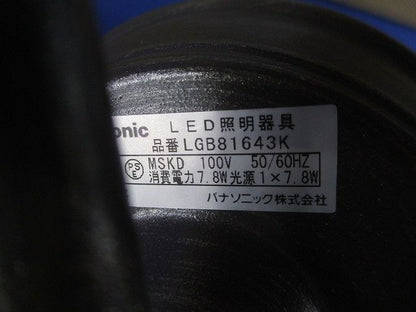 onic LED照明器具
品番 LGB81643K
PS E MSKD 100V 50/60HZ
消費電力7.8W光源1×7.8W
パナソニック株式会社